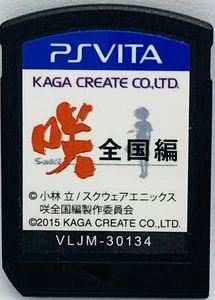 PSVITA
KAGA CREATE CO.,LTD.
咲 全国編
Saki
© 小林 立/スクウェアエニックス
咲全国編製作委員会
©2015 KAGA CREATE CO.,LTD.
VLJM-30134